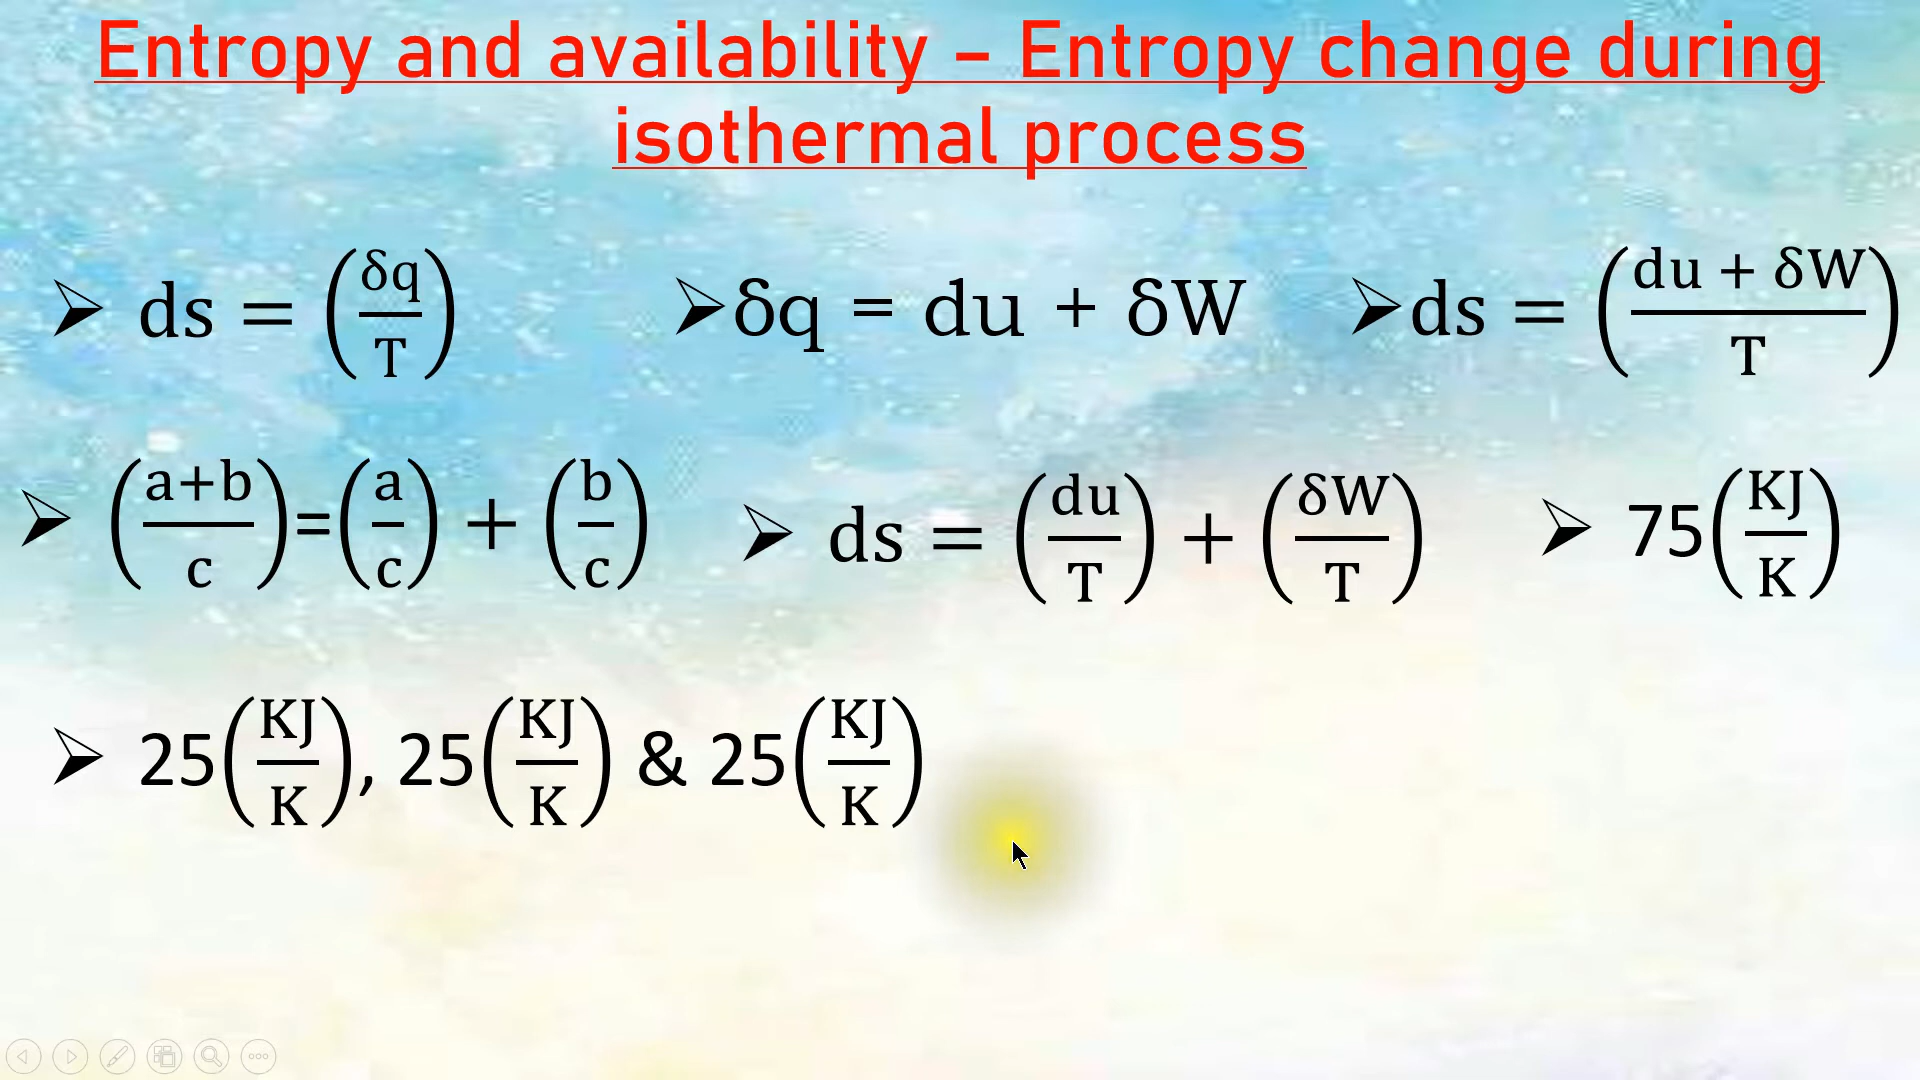 Entropy and availability – Entropy change during
isothermal process
➢ ds = (δq/T) ➢δq = du + δW ➢ds = (du + δW/T)
➢ (a+b/c)=(a/c) + (b/c) ➢ ds = (du/T) + (δW/T) ➢ 75(KJ/K)
➢ 25(KJ/K), 25(KJ/K) & 25(KJ/K)